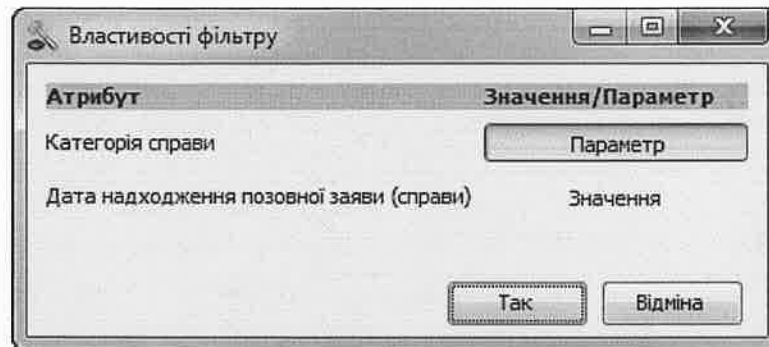 Властивості фільтру
Атрибут Значення/Параметр
Категорія справи Параметр
Дата надходження позовної заяви (справи) Значення
Так Відміна